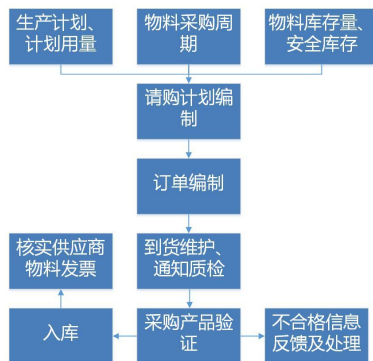 生产计划、
计划用量
物料采购周
期
物料库存量、
安全库存
请购计划编
制
订单编制
核实供应商
物料发票
到货维护、
通知质检
入库
采购产品验
证
不合格信息
反馈及处理